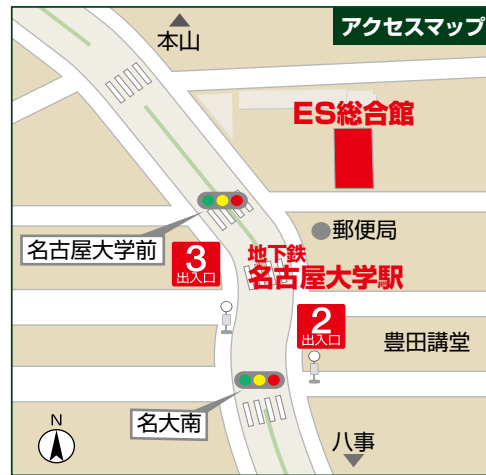 アクセスマップ
本山
ES総合館
郵便局
名古屋大学前
3
出入口
地下鉄
名古屋大学駅
2
出入口
豊田講堂
名大南
八事
N